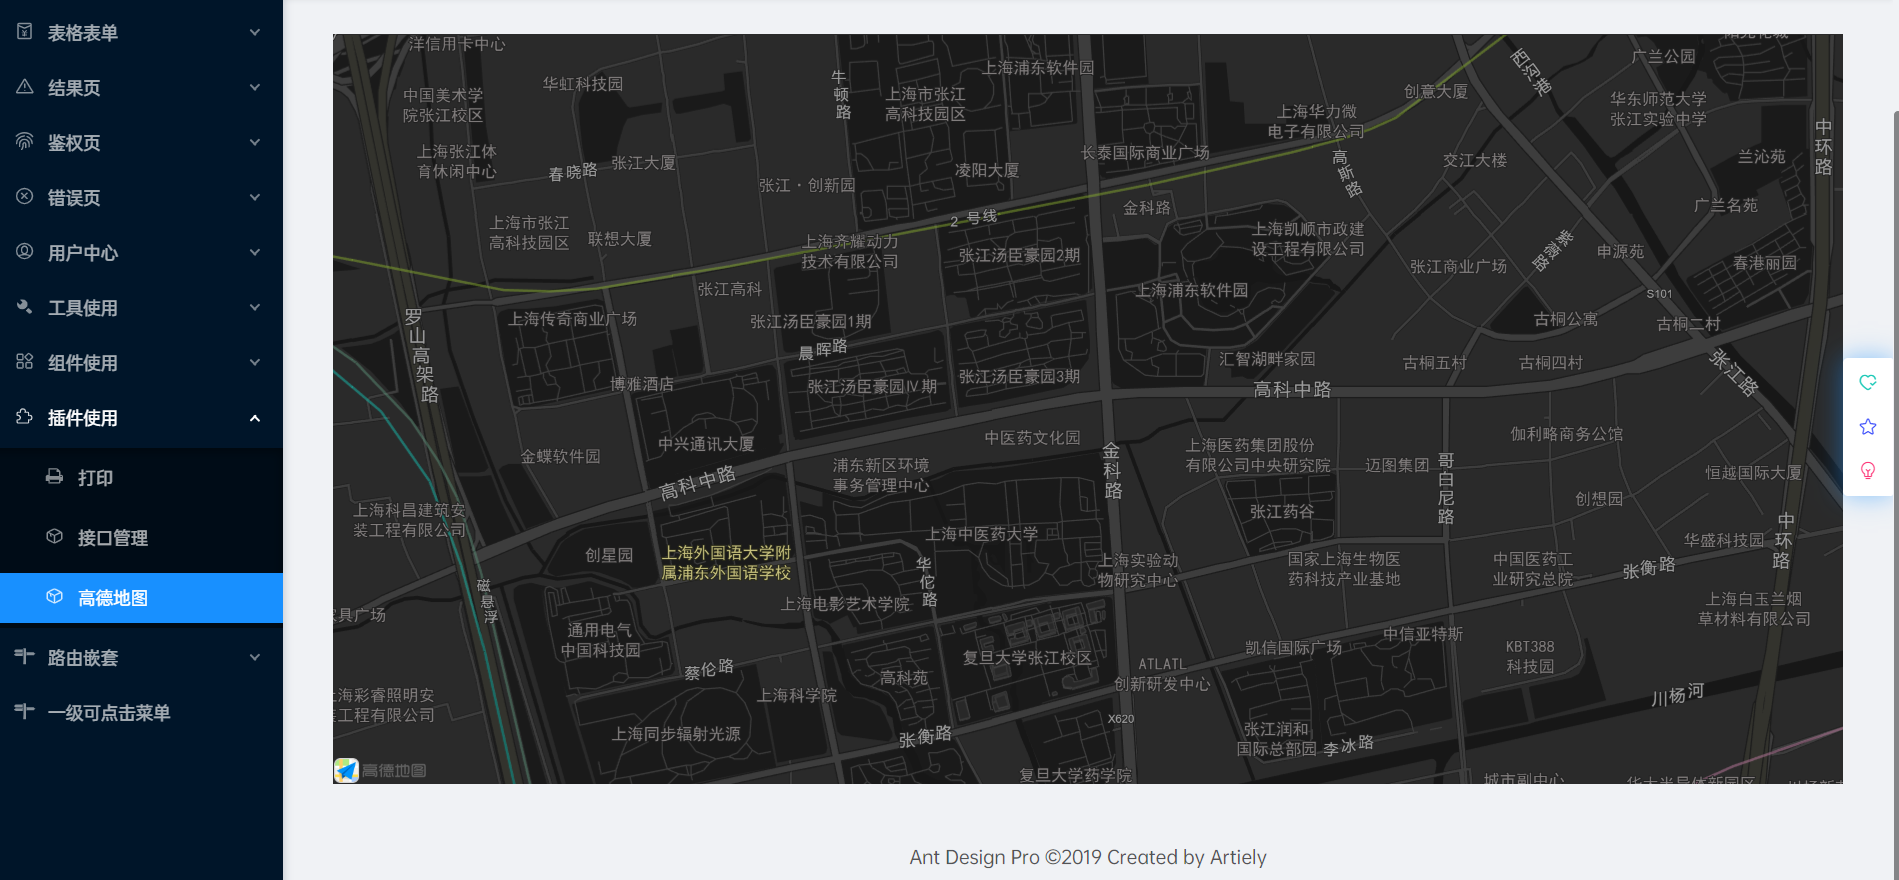 表格表单
结果页
鉴权页
错误页
用户中心
工具使用
组件使用
插件使用
打印
接口管理
高德地图
路由嵌套
一级可点击菜单
洋信用卡中心
华虹科技园
牛顿路
上海浦东软件园
广兰公园
西沟港
中国美术学
院张江校区
上海市张江
高科技园区
创意大厦
华东师范大学
张江实验中学
上海华力微
电子有限公司
中环路
上海张江体
育休闲中心
春晓路
张江大厦
长泰国际商业广场
高斯路
交江大楼
兰沁苑
凌阳大厦
张江·创新园
金科路
广兰名苑
2 号线
上海市张江
高科技园区
联想大厦
上海齐耀动力
技术有限公司
张江汤臣豪园2期
上海凯顺市政建
设工程有限公司
紫薇路
申源苑
春港丽园
张江商业广场
张江高科
上海浦东软件园
S101
罗山高架路
上海传奇商业广场
张江汤臣豪园1期
古桐公寓
古桐二村
晨晖路
汇智湖畔家园
古桐五村
古桐四村
张江路
博雅酒店
张江汤臣豪园Ⅳ期
张江汤臣豪园3期
高科中路
中兴通讯大厦
中医药文化园
金科路
上海医药集团股份
有限公司中央研究院
迈图集团
哥白尼路
伽利略商务公馆
恒越国际大厦
金蝶软件园
高科中路
浦东新区环境
事务管理中心
创想园
上海科昌建筑安
装工程有限公司
张江药谷
中环路
上海中医药大学
华盛科技园
创星园
上海外国语大学附
属浦东外国语学校
华佗路
上海实验动
物研究中心
国家上海生物医
药科技产业基地
中国医药工
业研究总院
张衡路
磁悬浮
上海电影艺术学院
上海白玉兰烟
草材料有限公司
具广场
通用电气
中国科技园
复旦大学张江校区
凯信国际广场
中信亚特斯
KBT388
科技园
蔡伦路
高科苑
ATLATL
创新研发中心
上海科学院
海彩睿照明安
工程有限公司
川杨河
X620
上海同步辐射光源
张衡路
张江润和
国际总部园
李冰路
高德地图
复旦大学药学院
城市副中心
Ant Design Pro ©2019 Created by Artiely